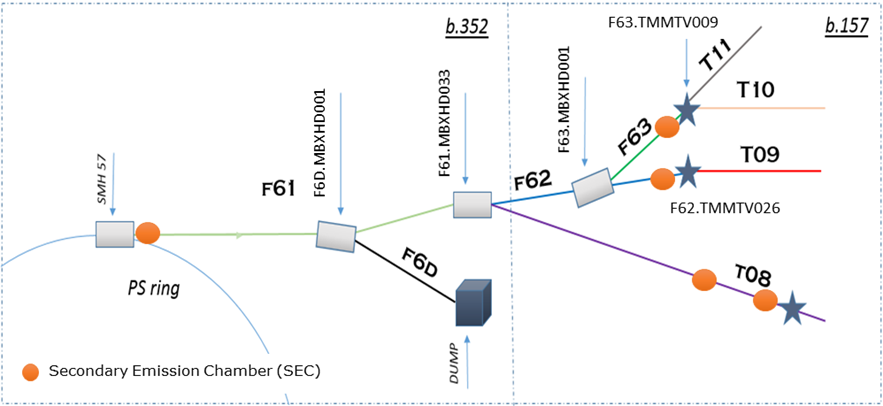 b.352
F63.TMMTV009
b.157
T11
T10
F6D.MBXHD001
F61.MBXHD033
F63.MBXHD001
F63
SMH 57
F61
F62
T09
F62.TMMTV026
PS ring
F6D
T08
DUMP
Secondary Emission Chamber (SEC)